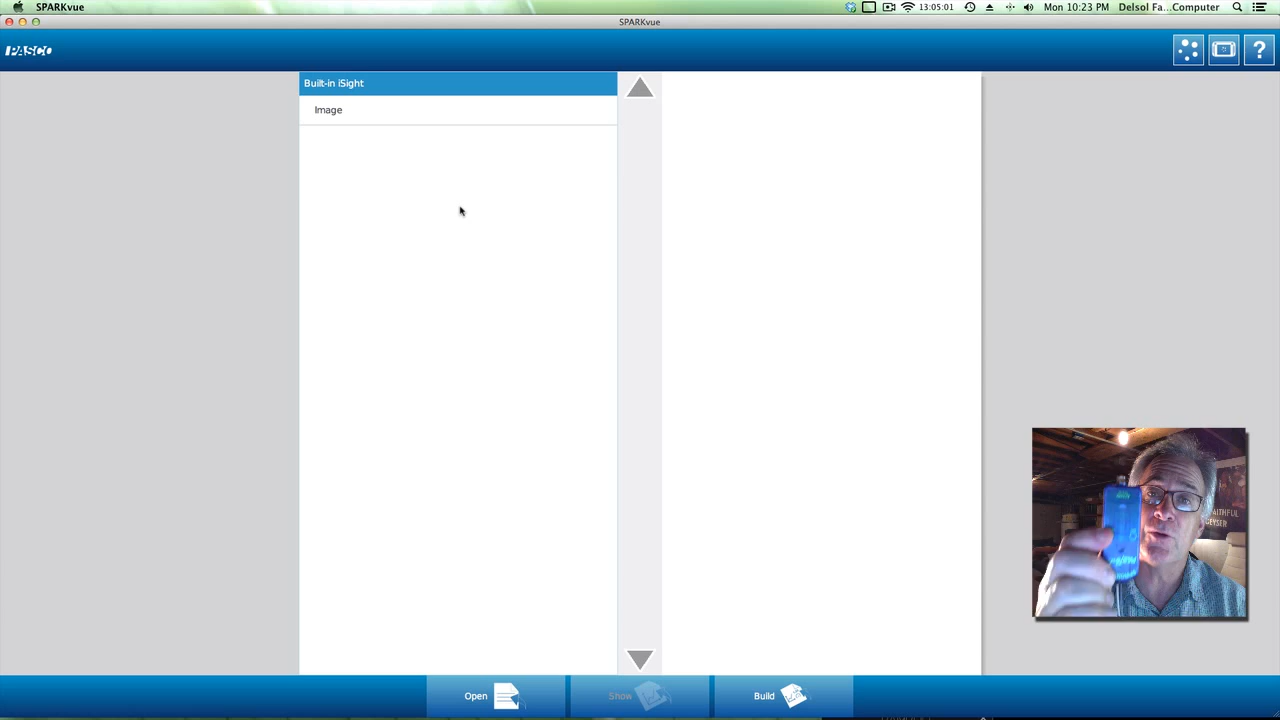 SPARKvue
13:05:01
Mon 10:23 PM
Delsol Fa...Computer
SPARKvue
PASCO
?
Built-in iSight
Image
FAITHFUL
GEYSER
Open
Show
Build